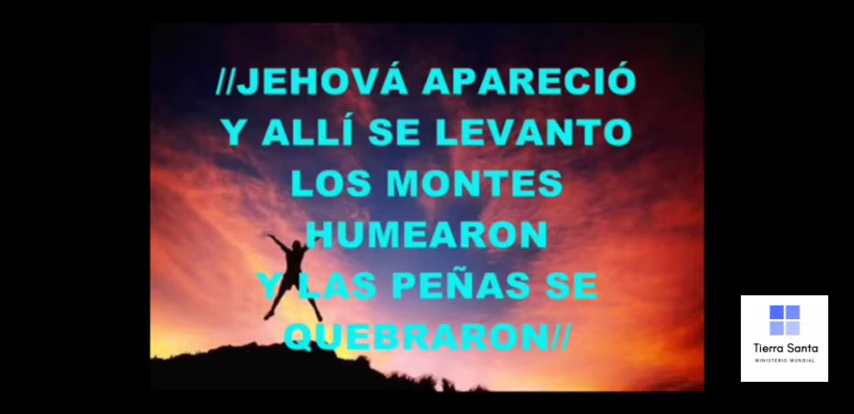 //JEHOVÁ APARECIÓ
Y ALLÍ SE LEVANTO
LOS MONTES
HUMEARON
Y LAS PEÑAS SE
QUEBRARON//
Tierra Santa
MINISTERIO MUNDIAL